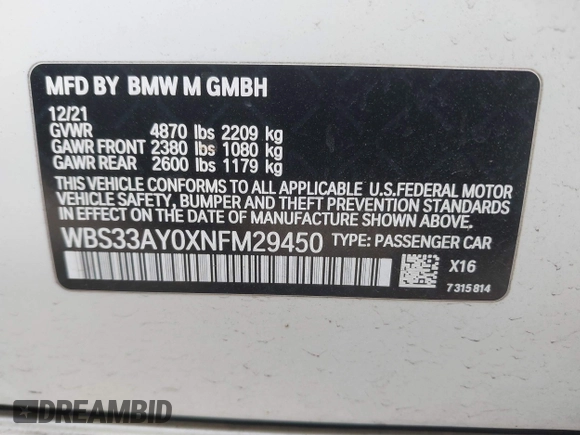 MFD BY BMW M GMBH
12/21
GVWR 4870 lbs 2209 kg
GAWR FRONT 2380 lbs 1080 kg
GAWR REAR 2600 lbs 1179 kg
THIS VEHICLE CONFORMS TO ALL APPLICABLE U.S.FEDERAL MOTOR
VEHICLE SAFETY, BUMPER AND THEFT PREVENTION STANDARDS
IN EFFECT ON THE DATE OF MANUFACTURE SHOWN ABOVE.
WBS33AY0XNFM29450 TYPE: PASSENGER CAR
X16
7 315 814
DREAMBID